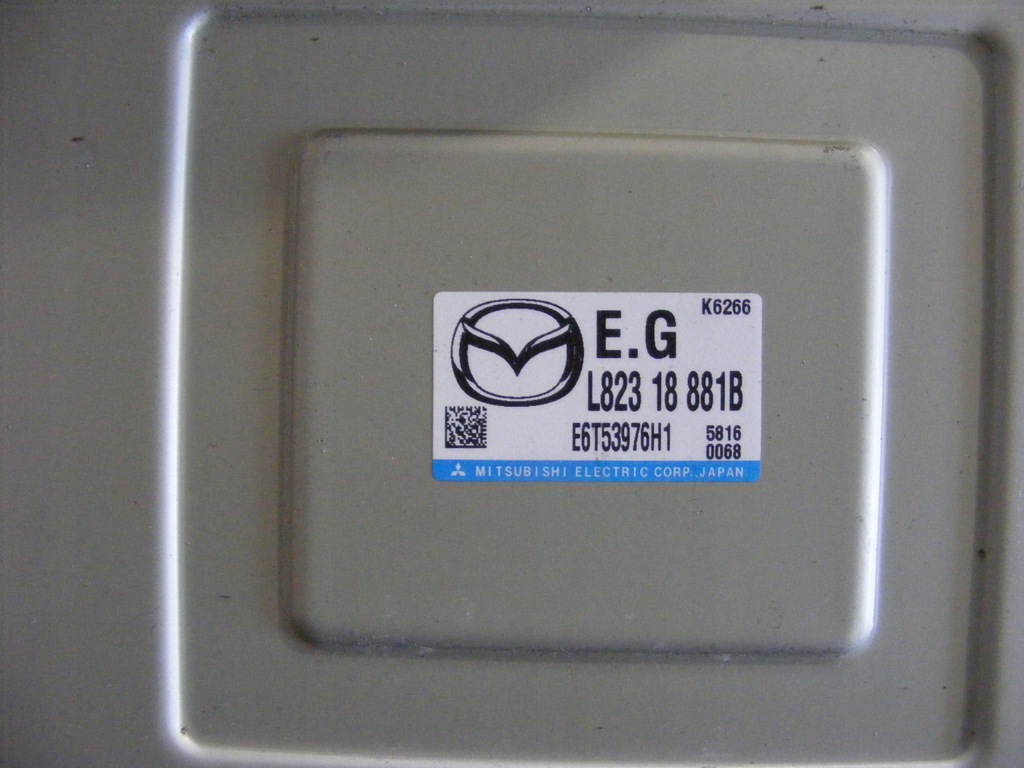 K6266
E.G
L823 18 881B
E6T53976H1 5816
0068
MITSUBISHI ELECTRIC CORP.,JAPAN